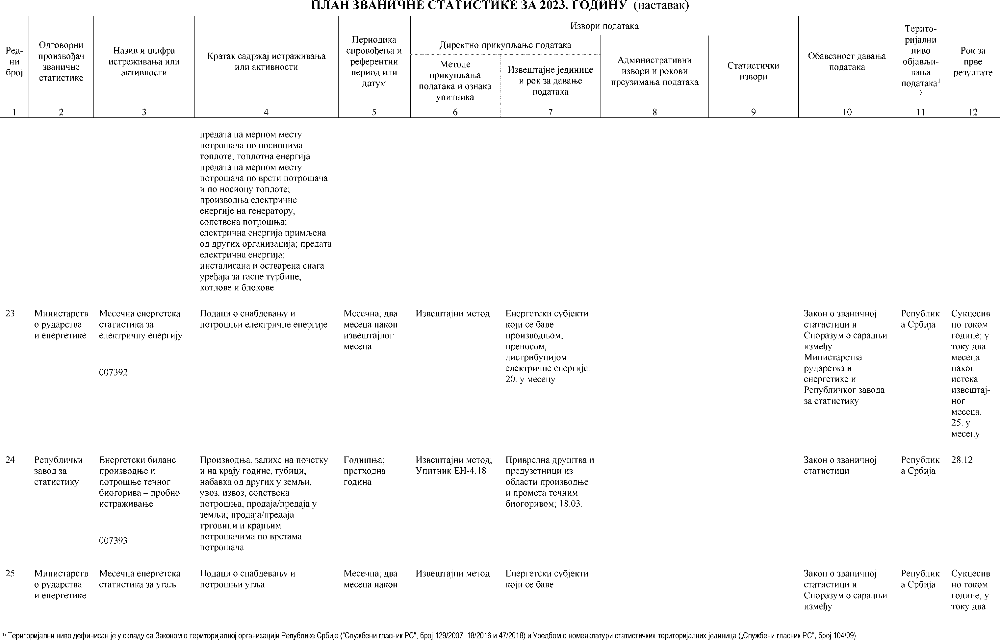 ПЛАН ЗВАНИЧНЕ СТАТИСТИКЕ ЗА 2023. ГОДИНУ (наставак)
Ред-
ни
број
Одговорни
произвођач
званичне
статистике
Назив и шифра
истраживања или
активности
Кратак садржај истраживања
или активности
Периодика
спровођења и
референтни
период или
датум
Извори података
Директно прикупљање података
Методе
прикупљања
података и ознака
упитника
Извештајне јединице
и рок за давање
података
Административни
извори и рокови
преузимања података
Статистички
извори
Обавезност давања
података
Терито-
ријални
ниво
објављи-
вања
података¹
)
Рок за
прве
резултате
1 2 3 4 5 6 7 8 9 10 11 12
предата на мерном месту
потрошача по носиоцима
топлоте; топлотна енергија
предата на мерном месту
потрошача по врсти потрошача
и по носиоцу топлоте;
производња електричне
енергије на генератору,
сопствена потрошња;
електрична енергија примљена
од других организација; предата
електрична енергија;
инсталисана и остварена снага
уређаја за гасне турбине,
котлове и блокове
23
Министарств
о рударства
и енергетике
Месечна енергетска
статистика за
електричну енергију
007392
Подаци о снабдевању и
потрошњи електричне енергије
Месечна; два
месеца након
извештајног
месеца
Извештајни метод
Енергетски субјекти
који се баве
производњом,
преносом,
дистрибуцијом
електричне енергије;
20. у месецу
Закон о званичној
статистици и
Споразум о сарадњи
између
Министарства
рударства и
енергетике и
Републичког завода
за статистику
Републик
а Србија
Сукцесив
но током
године; у
току два
месеца
након
истека
извештај-
ног
месеца,
25. у
месецу
24
Републички
завод за
статистику
Енергетски биланс
производње и
потрошње течног
биогорива – пробно
истраживање
007393
Производња, залихе на почетку
и на крају године, губици,
набавка од других у земљи,
увоз, извоз, сопствена
потрошња, продаја/предаја у
земљи; продаја/предаја
трговини и крајњим
потрошачима по врстама
потрошача
Годишња;
претходна
година
Извештајни метод;
Упитник ЕН-4.18
Привредна друштва и
предузетници из
области производње
и промета течним
биогоривом; 18.03.
Закон о званичној
статистици
Републик
а Србија
28.12.
25
Министарств
о рударства
и енергетике
Месечна енергетска
статистика за угаљ
Подаци о снабдевању и
потрошњи угља
Месечна; два
месеца након
Извештајни метод
Енергетски субјекти
који се баве
Закон о званичној
статистици и
Споразум о сарадњи
између
Републик
а Србија
Сукцесив
но током
године; у
току два
¹⁾ Територијални ниво дефинисан је у складу са Законом о територијалној организацији Републике Србије ("Службени гласник РС", број 129/2007, 18/2016 и 47/2018) и Уредбом о номенклатури статистичких територијалних јединица („Службени гласник РС", број 104/09).